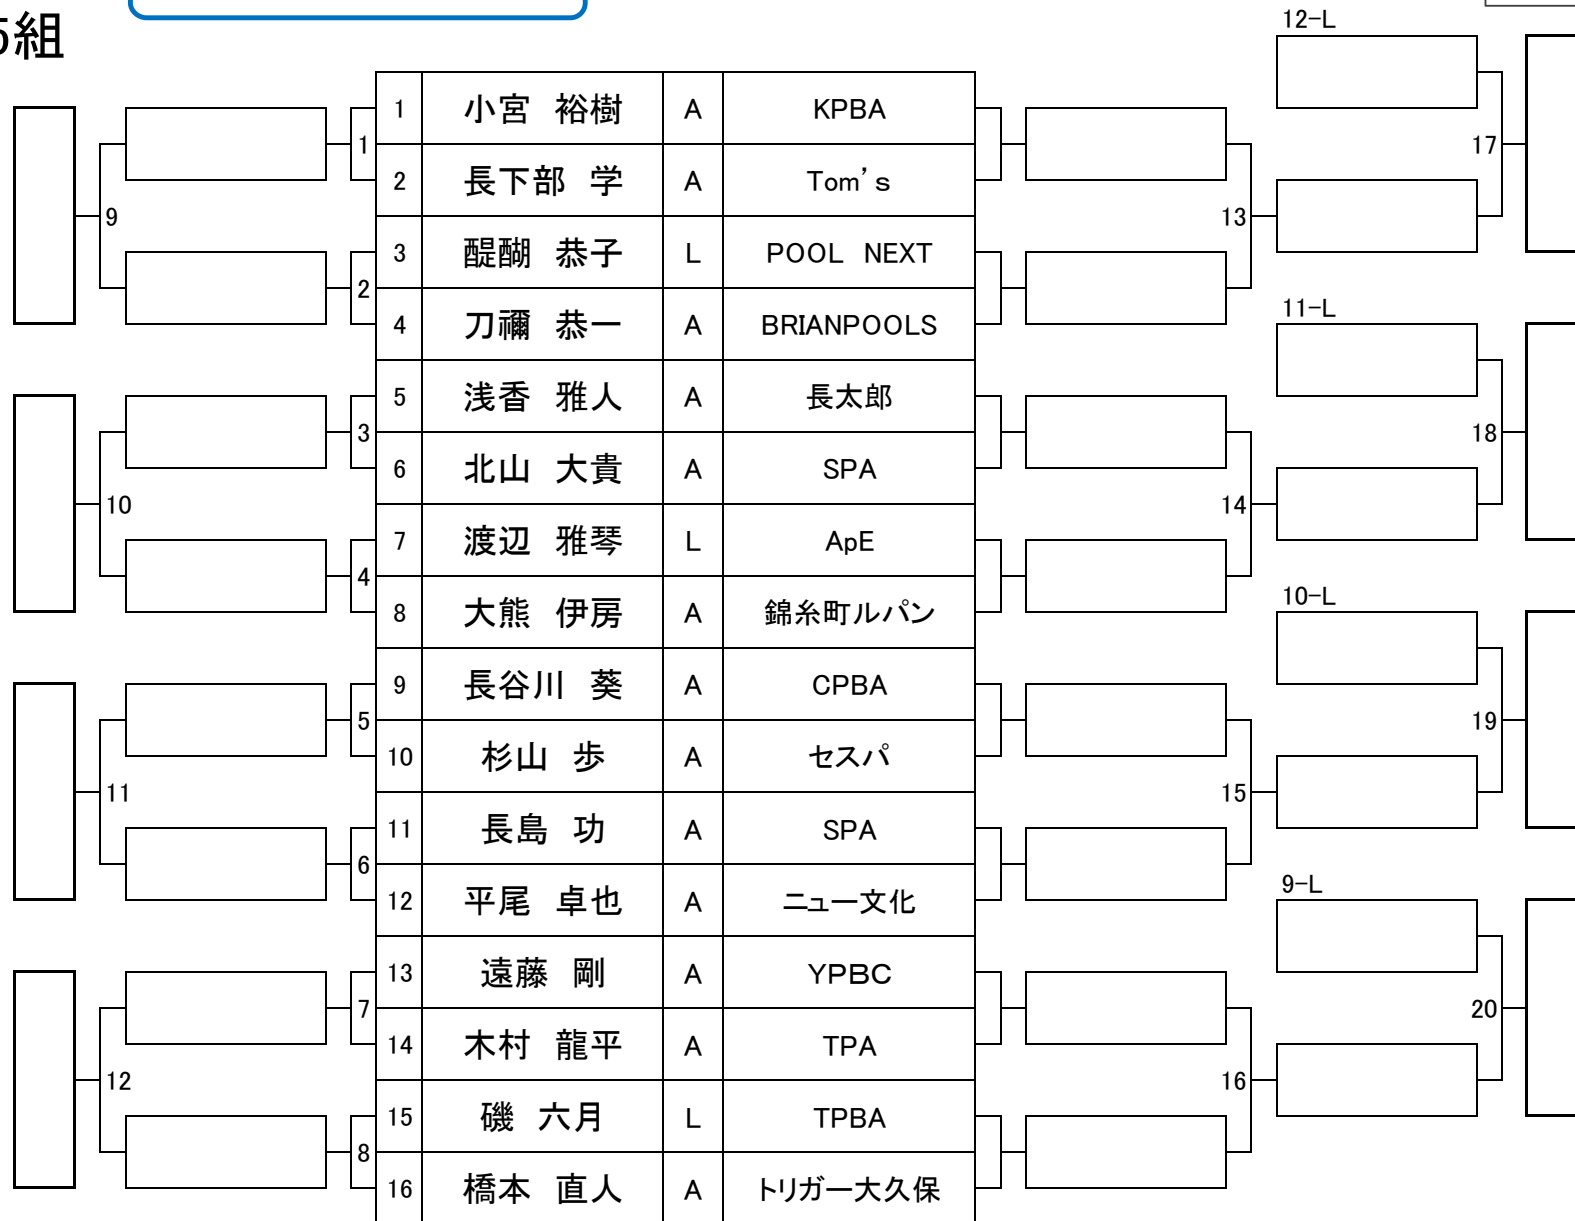 5組
12-L
1 小宮 裕樹 A KPBA
1
17
2 長下部 学 A Tom's
9
13
3 醍醐 恭子 L POOL NEXT
2
11-L
4 刀禰 恭一 A BRIANPOOLS
5 浅香 雅人 A 長太郎
3
18
6 北山 大貴 A SPA
10
14
7 渡辺 雅琴 L ApE
4
10-L
8 大熊 伊房 A 錦糸町ルパン
9 長谷川 葵 A CPBA
5
19
10 杉山 歩 A セスパ
11
15
11 長島 功 A SPA
6
9-L
12 平尾 卓也 A ニュー文化
13 遠藤 剛 A YPBC
7
20
14 木村 龍平 A TPA
12
16
15 磯 六月 L TPBA
8
16 橋本 直人 A トリガー大久保